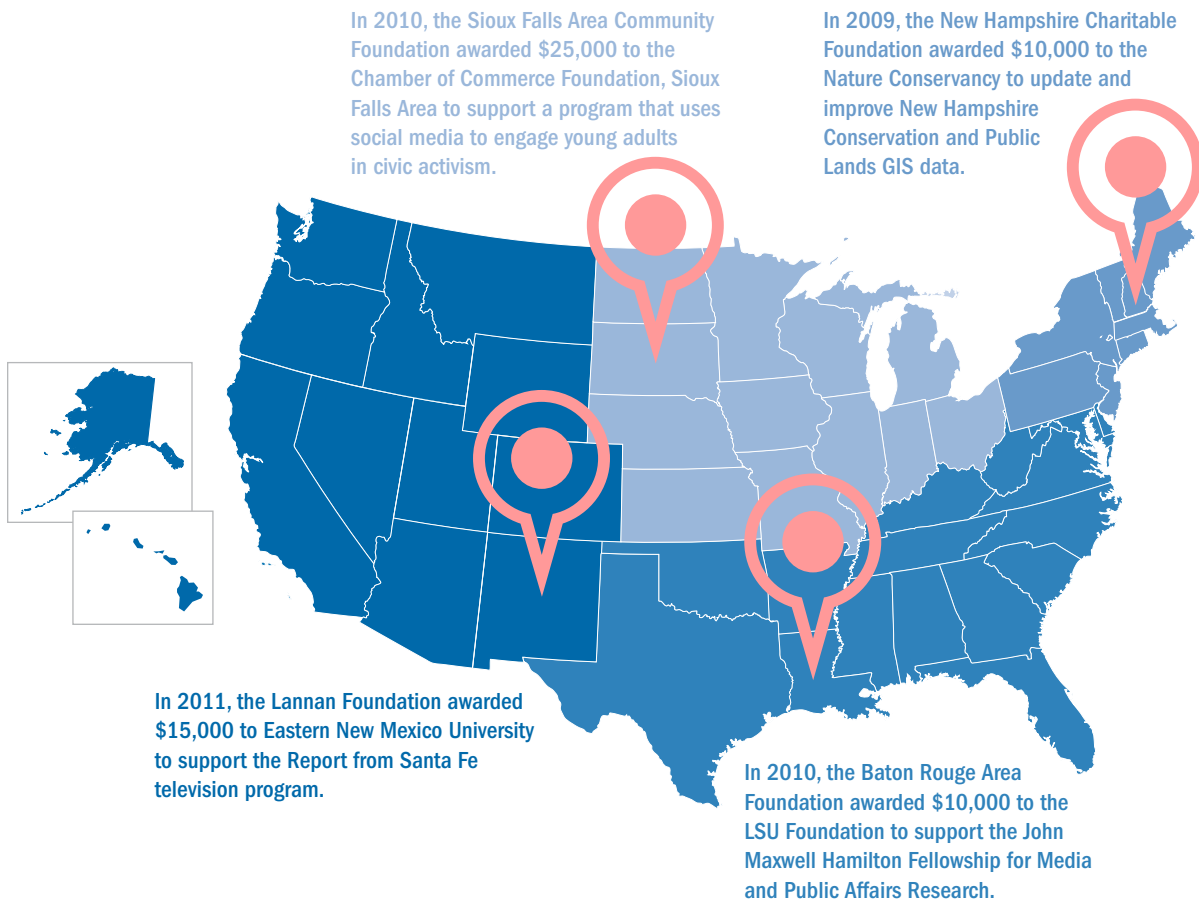 In 2010, the Sioux Falls Area Community
Foundation awarded $25,000 to the
Chamber of Commerce Foundation, Sioux
Falls Area to support a program that uses
social media to engage young adults
in civic activism.
In 2009, the New Hampshire Charitable
Foundation awarded $10,000 to the
Nature Conservancy to update and
improve New Hampshire
Conservation and Public
Lands GIS data.
In 2011, the Lannan Foundation awarded
$15,000 to Eastern New Mexico University
to support the Report from Santa Fe
television program.
In 2010, the Baton Rouge Area
Foundation awarded $10,000 to the
LSU Foundation to support the John
Maxwell Hamilton Fellowship for Media
and Public Affairs Research.